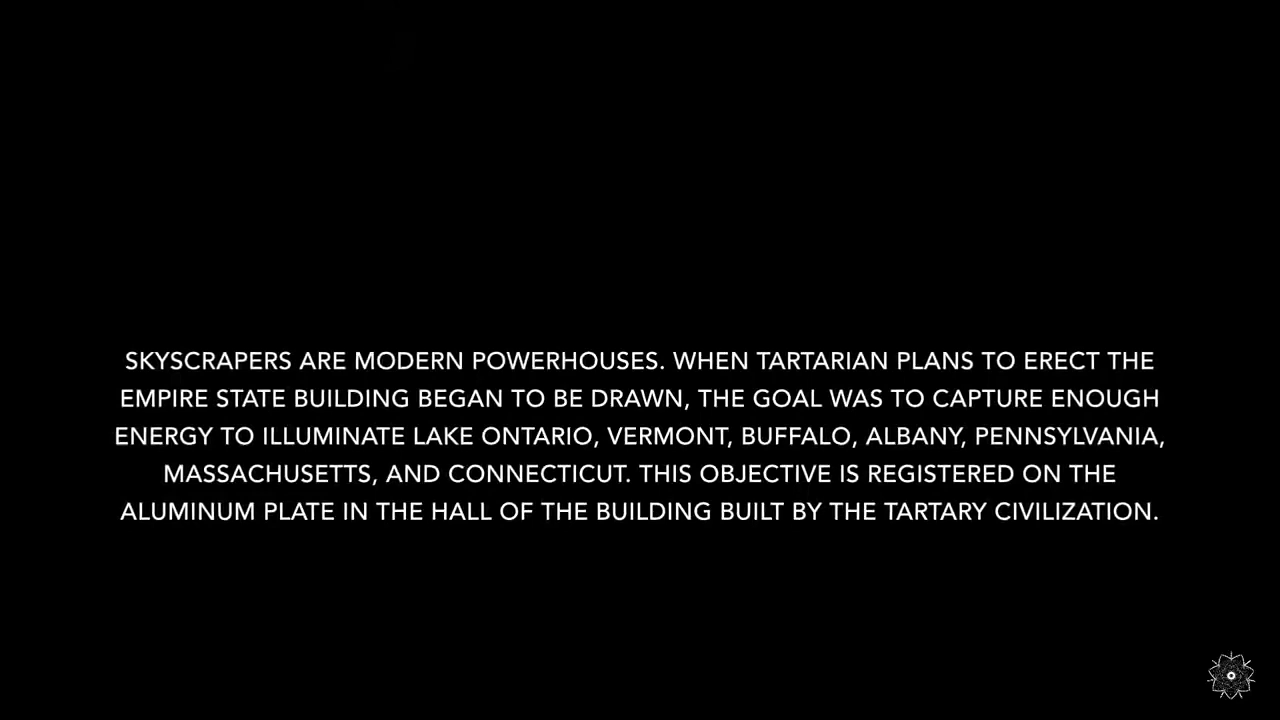 SKYSCRAPERS ARE MODERN POWERHOUSES. WHEN TARTARIAN PLANS TO ERECT THE
EMPIRE STATE BUILDING BEGAN TO BE DRAWN, THE GOAL WAS TO CAPTURE ENOUGH
ENERGY TO ILLUMINATE LAKE ONTARIO, VERMONT, BUFFALO, ALBANY, PENNSYLVANIA,
MASSACHUSETTS, AND CONNECTICUT. THIS OBJECTIVE IS REGISTERED ON THE
ALUMINUM PLATE IN THE HALL OF THE BUILDING BUILT BY THE TARTARY CIVILIZATION.